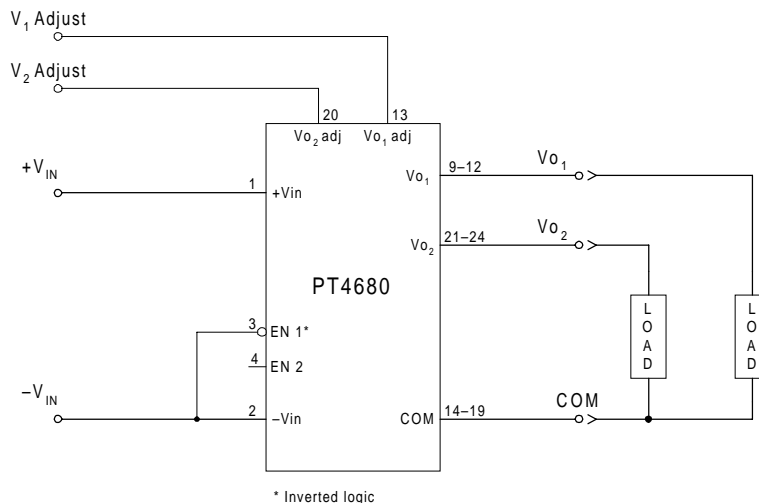 V1 Adjust
V2 Adjust
20
13
Vo2 adj
Vo1 adj
+VIN
1
+Vin
Vo1
9–12
Vo1
Vo2
21–24
Vo2
PT4680
3
EN 1*
4
EN 2
LOAD
LOAD
–VIN
2
–Vin
COM
14–19
COM
* Inverted logic